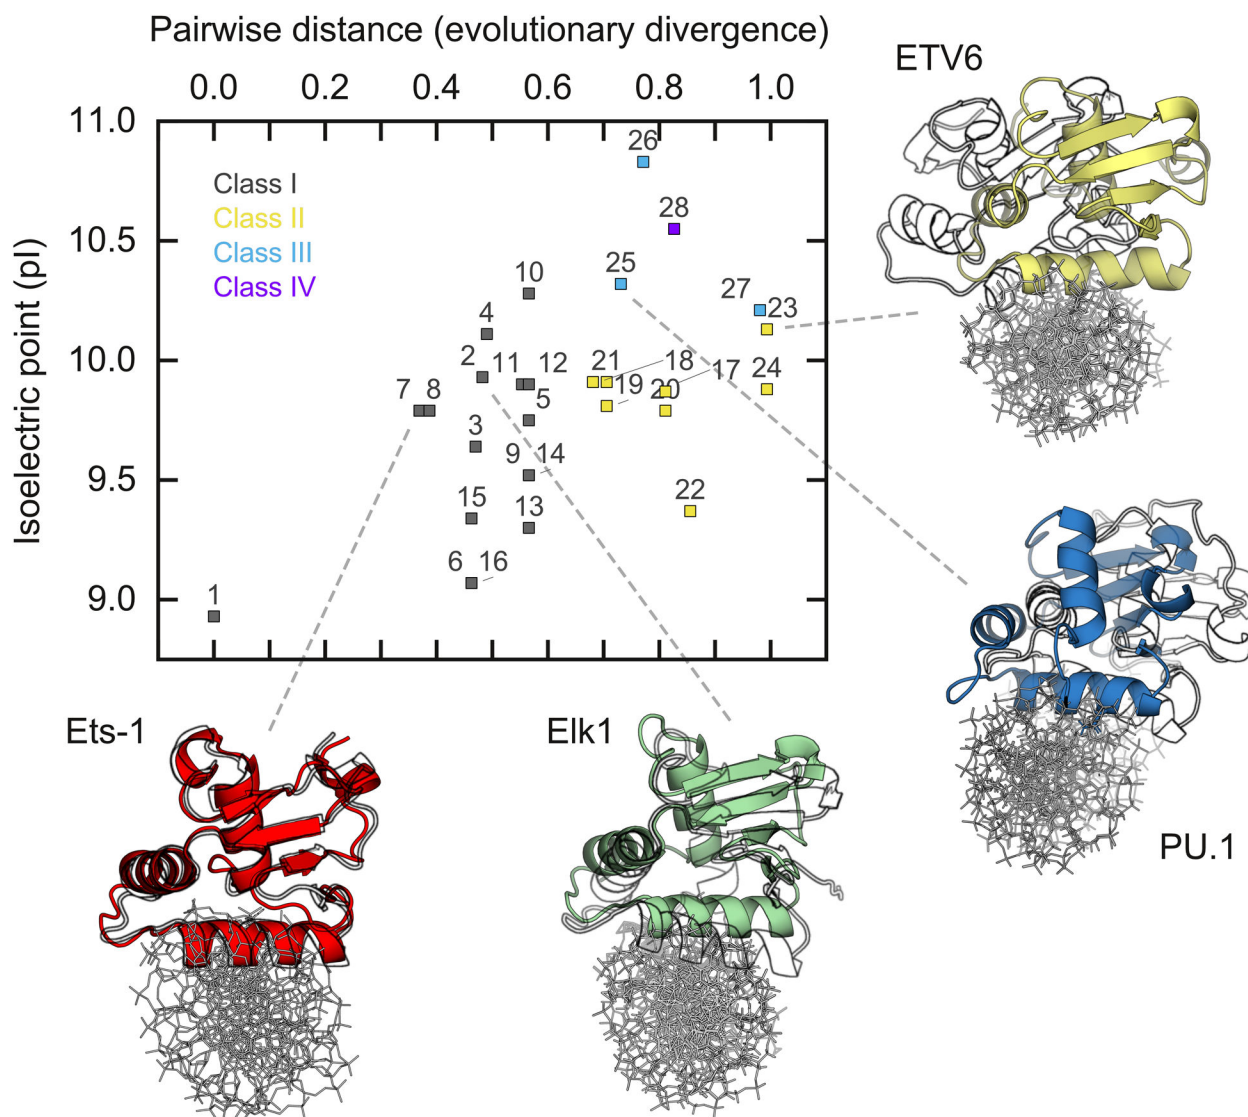 Pairwise distance (evolutionary divergence)
0.0 0.2 0.4 0.6 0.8 1.0
ETV6
11.0
26
Class I
28
Class II
10.5
Class III
25
Class IV
10
27 23
4
Isoelectric point (pI)
10.0
2 11 12 21 18 17 24
7 8 5 19 20
3
9 14
9.5
15 13 22
6 16
9.0
1
Ets-1
Elk1
PU.1